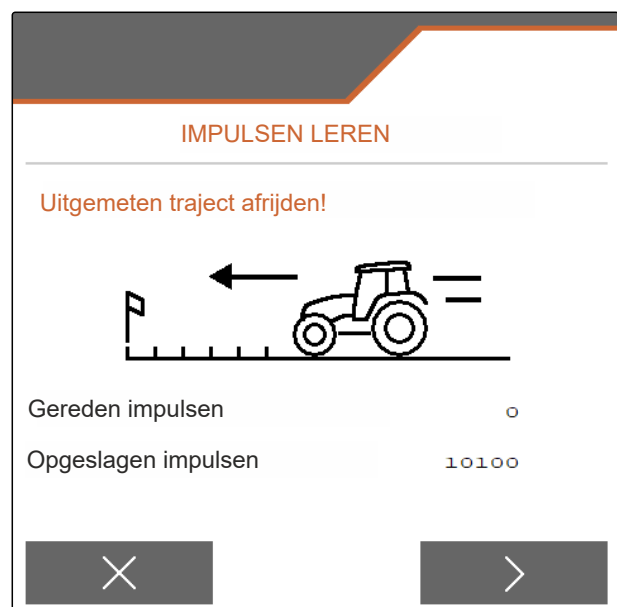 IMPULSEN LEREN
Uitgemeten traject afrijden!
Gereden impulsen 0
Opgeslagen impulsen 10100